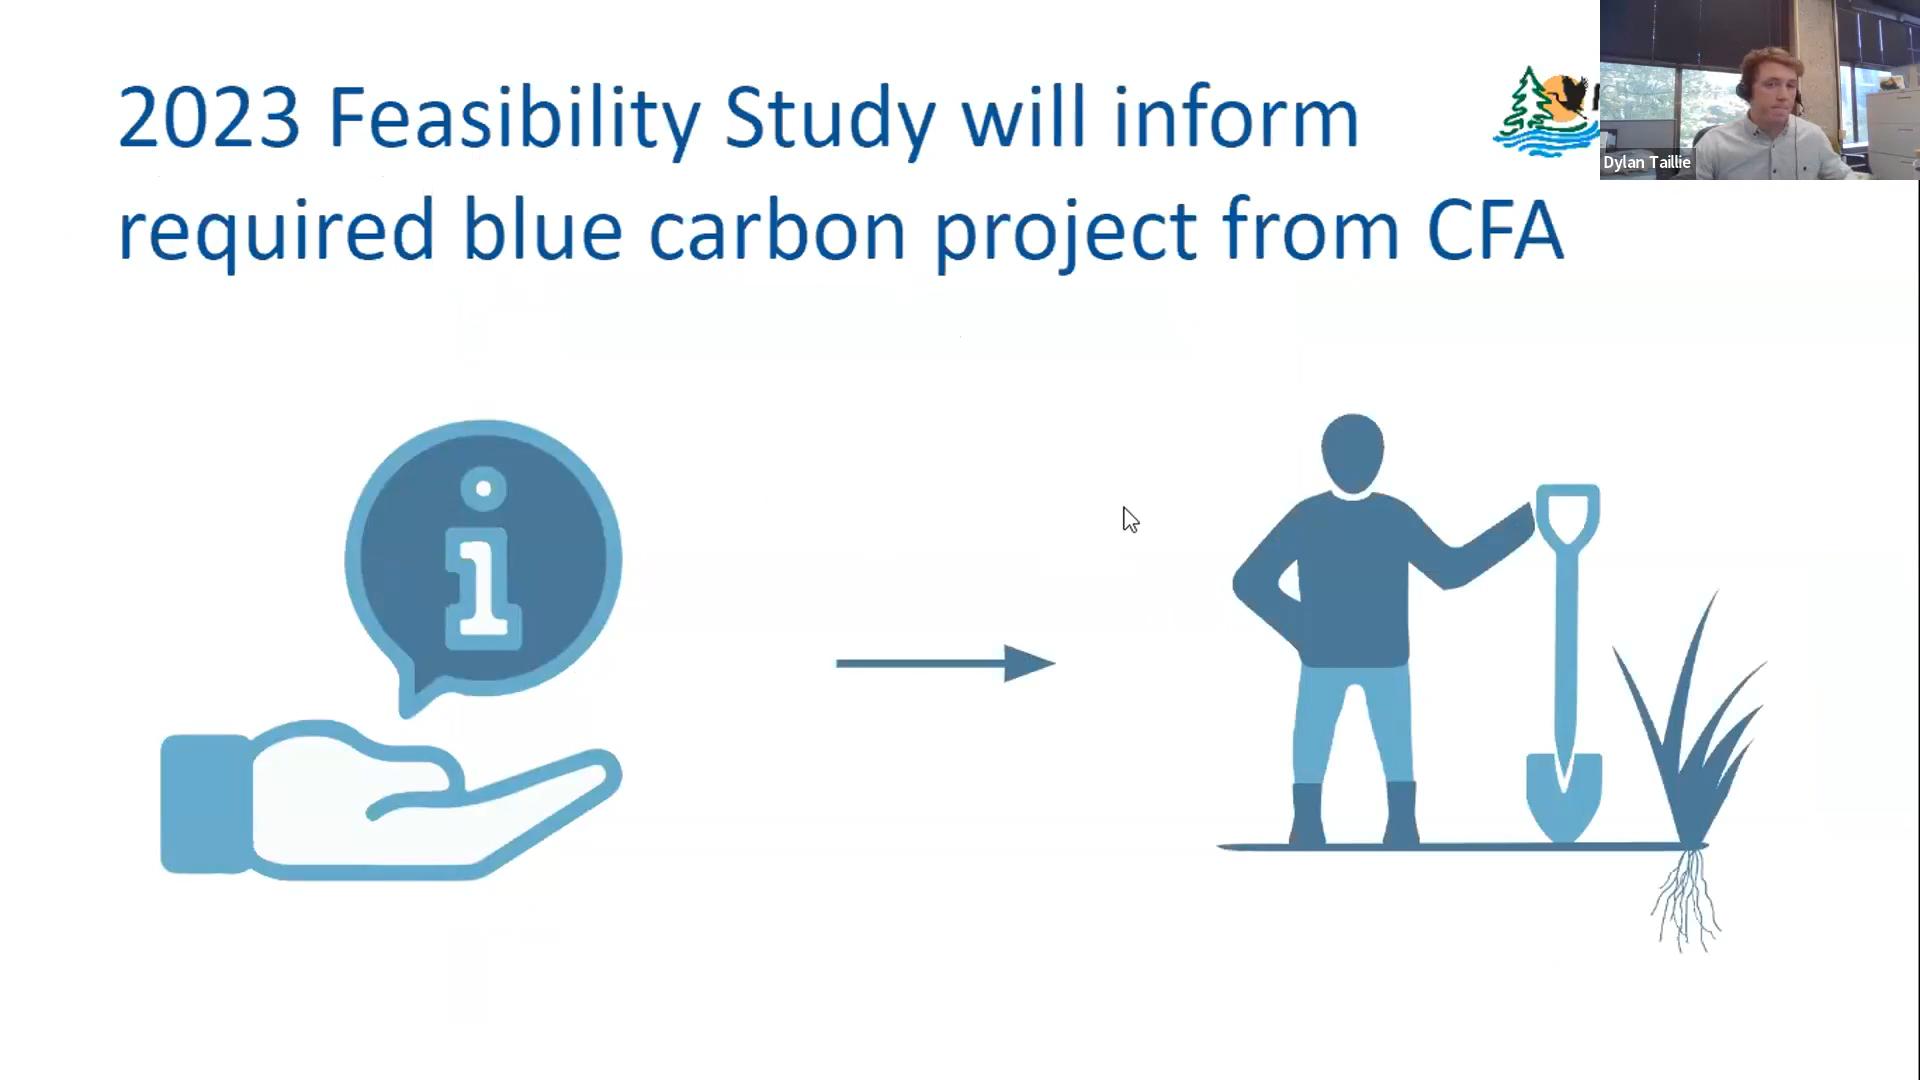 2023 Feasibility Study will inform
required blue carbon project from CFA
Dylan Taillie
i